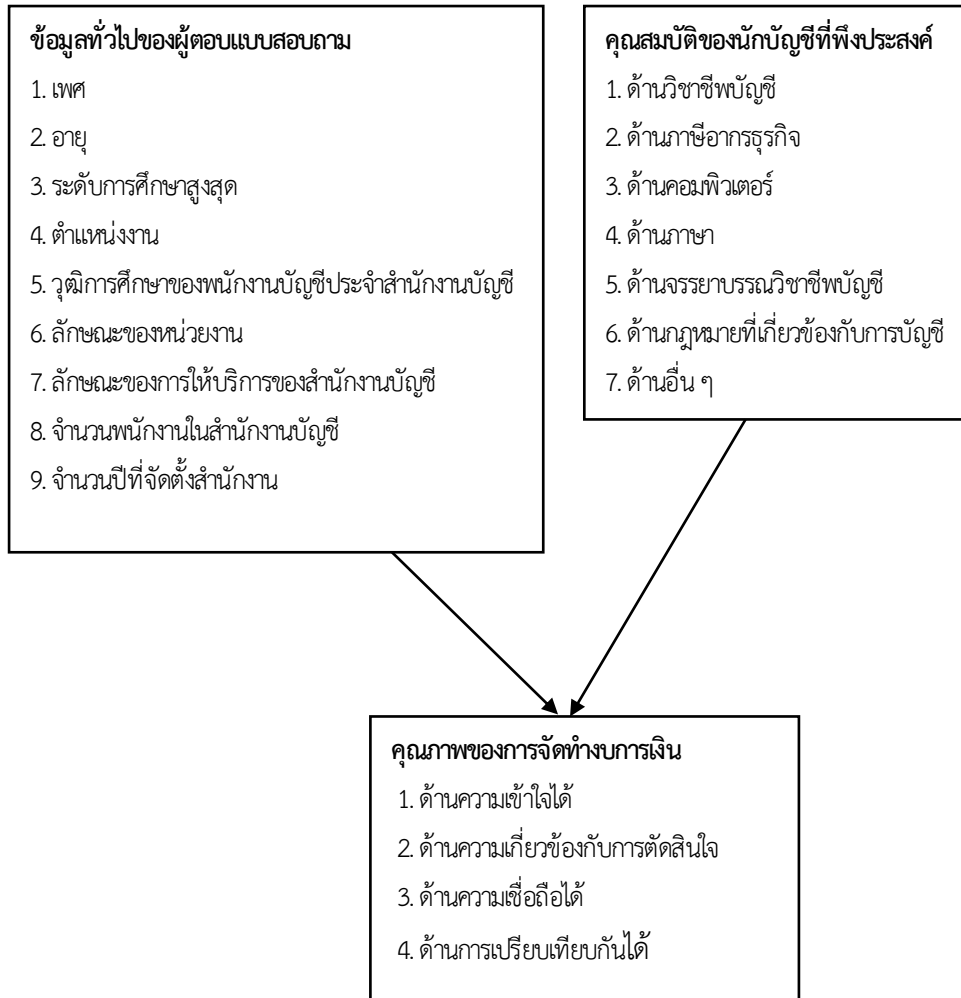 ข้อมูลทั่วไปของผู้ตอบแบบสอบถาม
1. เพศ
2. อายุ
3. ระดับการศึกษาสูงสุด
4. ตำแหน่งงาน
5. วุฒิการศึกษาของพนักงานบัญชีประจำสำนักงานบัญชี
6. ลักษณะของหน่วยงาน
7. ลักษณะของการให้บริการของสำนักงานบัญชี
8. จำนวนพนักงานในสำนักงานบัญชี
9. จำนวนปีที่จัดตั้งสำนักงาน
คุณสมบัติของนักบัญชีที่พึงประสงค์
1. ด้านวิชาชีพบัญชี
2. ด้านภาษีอากรธุรกิจ
3. ด้านคอมพิวเตอร์
4. ด้านภาษา
5. ด้านจรรยาบรรณวิชาชีพบัญชี
6. ด้านกฎหมายที่เกี่ยวข้องกับการบัญชี
7. ด้านอื่น ๆ
คุณภาพของการจัดทำงบการเงิน
1. ด้านความเข้าใจได้
2. ด้านความเกี่ยวข้องกับการตัดสินใจ
3. ด้านความเชื่อถือได้
4. ด้านการเปรียบเทียบกันได้